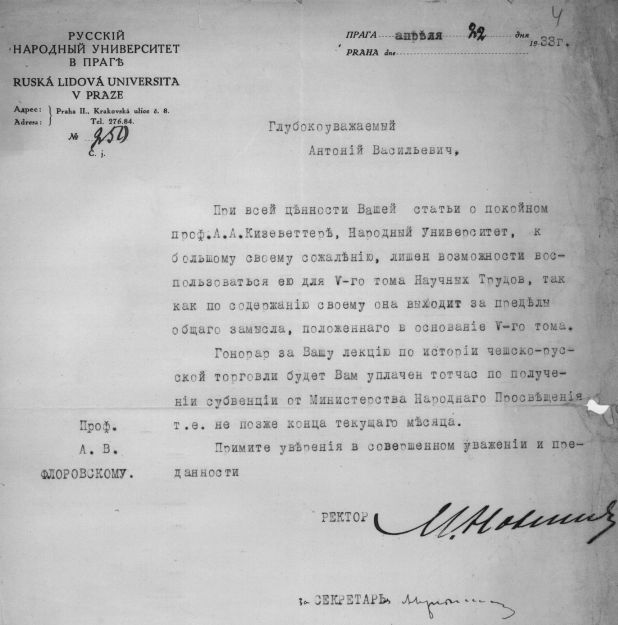 4
РУССКІЙ
НАРОДНЫЙ УНИВЕРСИТЕТ
В ПРАГѢ
RUSKÁ LIDOVÁ UNIVERSITA
V PRAZE
Адрес: } Praha II., Krakovská ulice č. 8.
Adresa: } Tel. 276.84.
№ 250
Č. j.
ПРАГА апрѣля 22 дня
PRAHA dne 1933г.
Глубокоуважаемый
Антоній Васильевич,
При всей цѣнности Вашей статьи о покойном
проф.А.А.Кизеветтерѣ, Народный Университет, к
большому своему сожалѣнію, лишен возможности вос-
пользоваться ею для V-го тома Научных Трудов, так
как по содержанію своему она выходит за предѣлы
общаго замысла, положеннаго в основаніе V-го тома.
Гонорар за Вашу лекцію по исторіи чешско-рус-
ской торговли будет Вам уплачен тотчас по получе-
ніи субвенціи от Министерства Народнаго Просвѣщенія
т.е. не позже конца текущаго мѣсяца.
Примите увѣренія в совершенном уваженіи и пре-
данности
Проф.
А. В.
ФЛОРОВСКОМУ.
РЕКТОР М.Новиков
за СЕКРЕТАРЬ